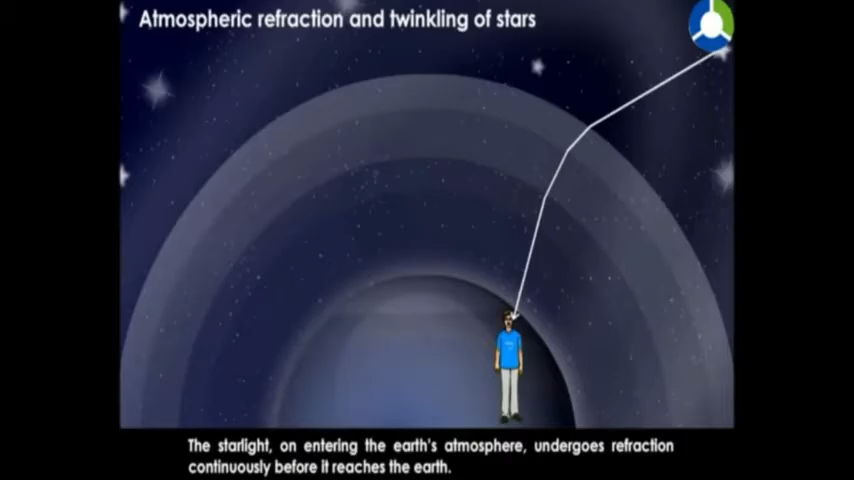 Atmospheric refraction and twinkling of stars
The starlight, on entering the earth's atmosphere, undergoes refraction
continuously before it reaches the earth.